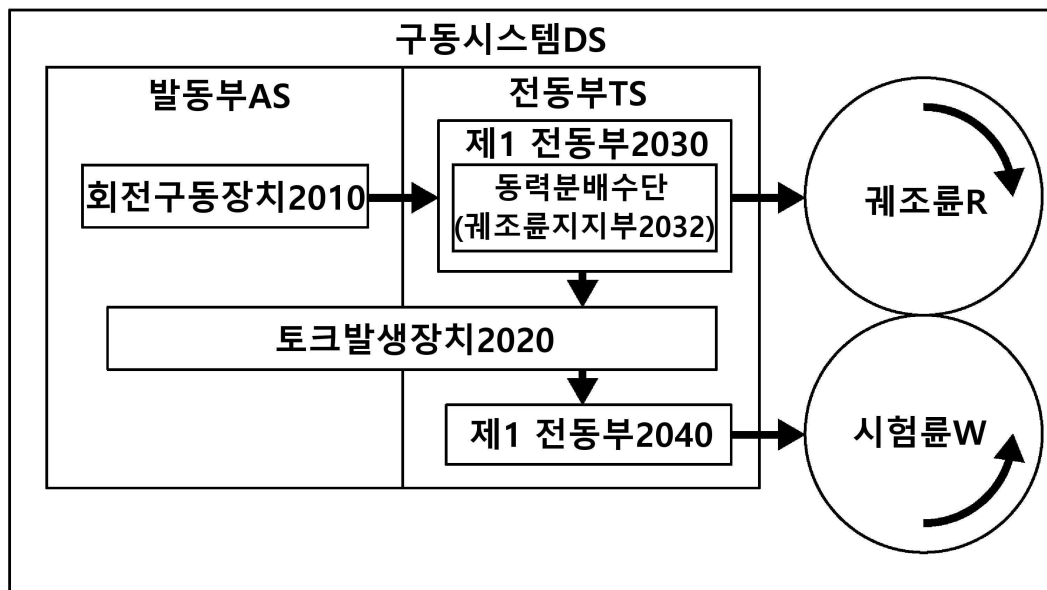 구동시스템DS
발동부AS
전동부TS
제1 전동부2030
회전구동장치2010
동력분배수단
(궤조륜지지부2032)
궤조륜R
토크발생장치2020
제1 전동부2040
시험륜W